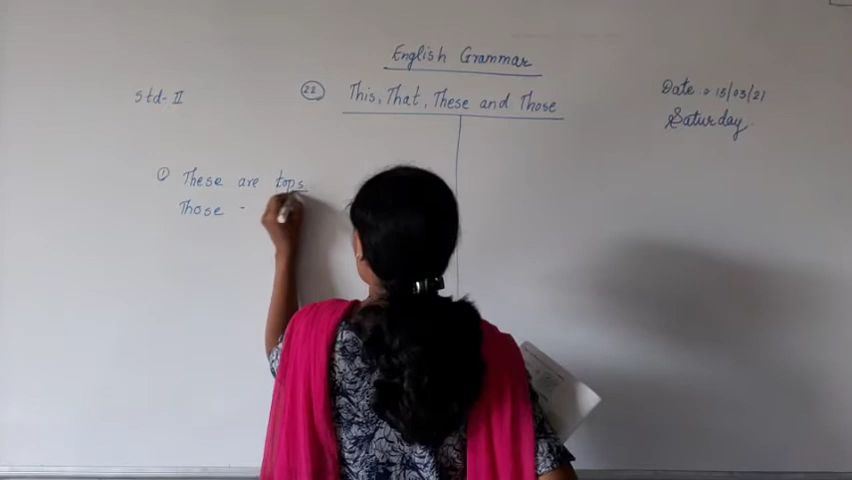 English Grammar
Std-II
22 This, That, These and Those
Date : 15/03/21
Saturday.
1 These are tops
Those -